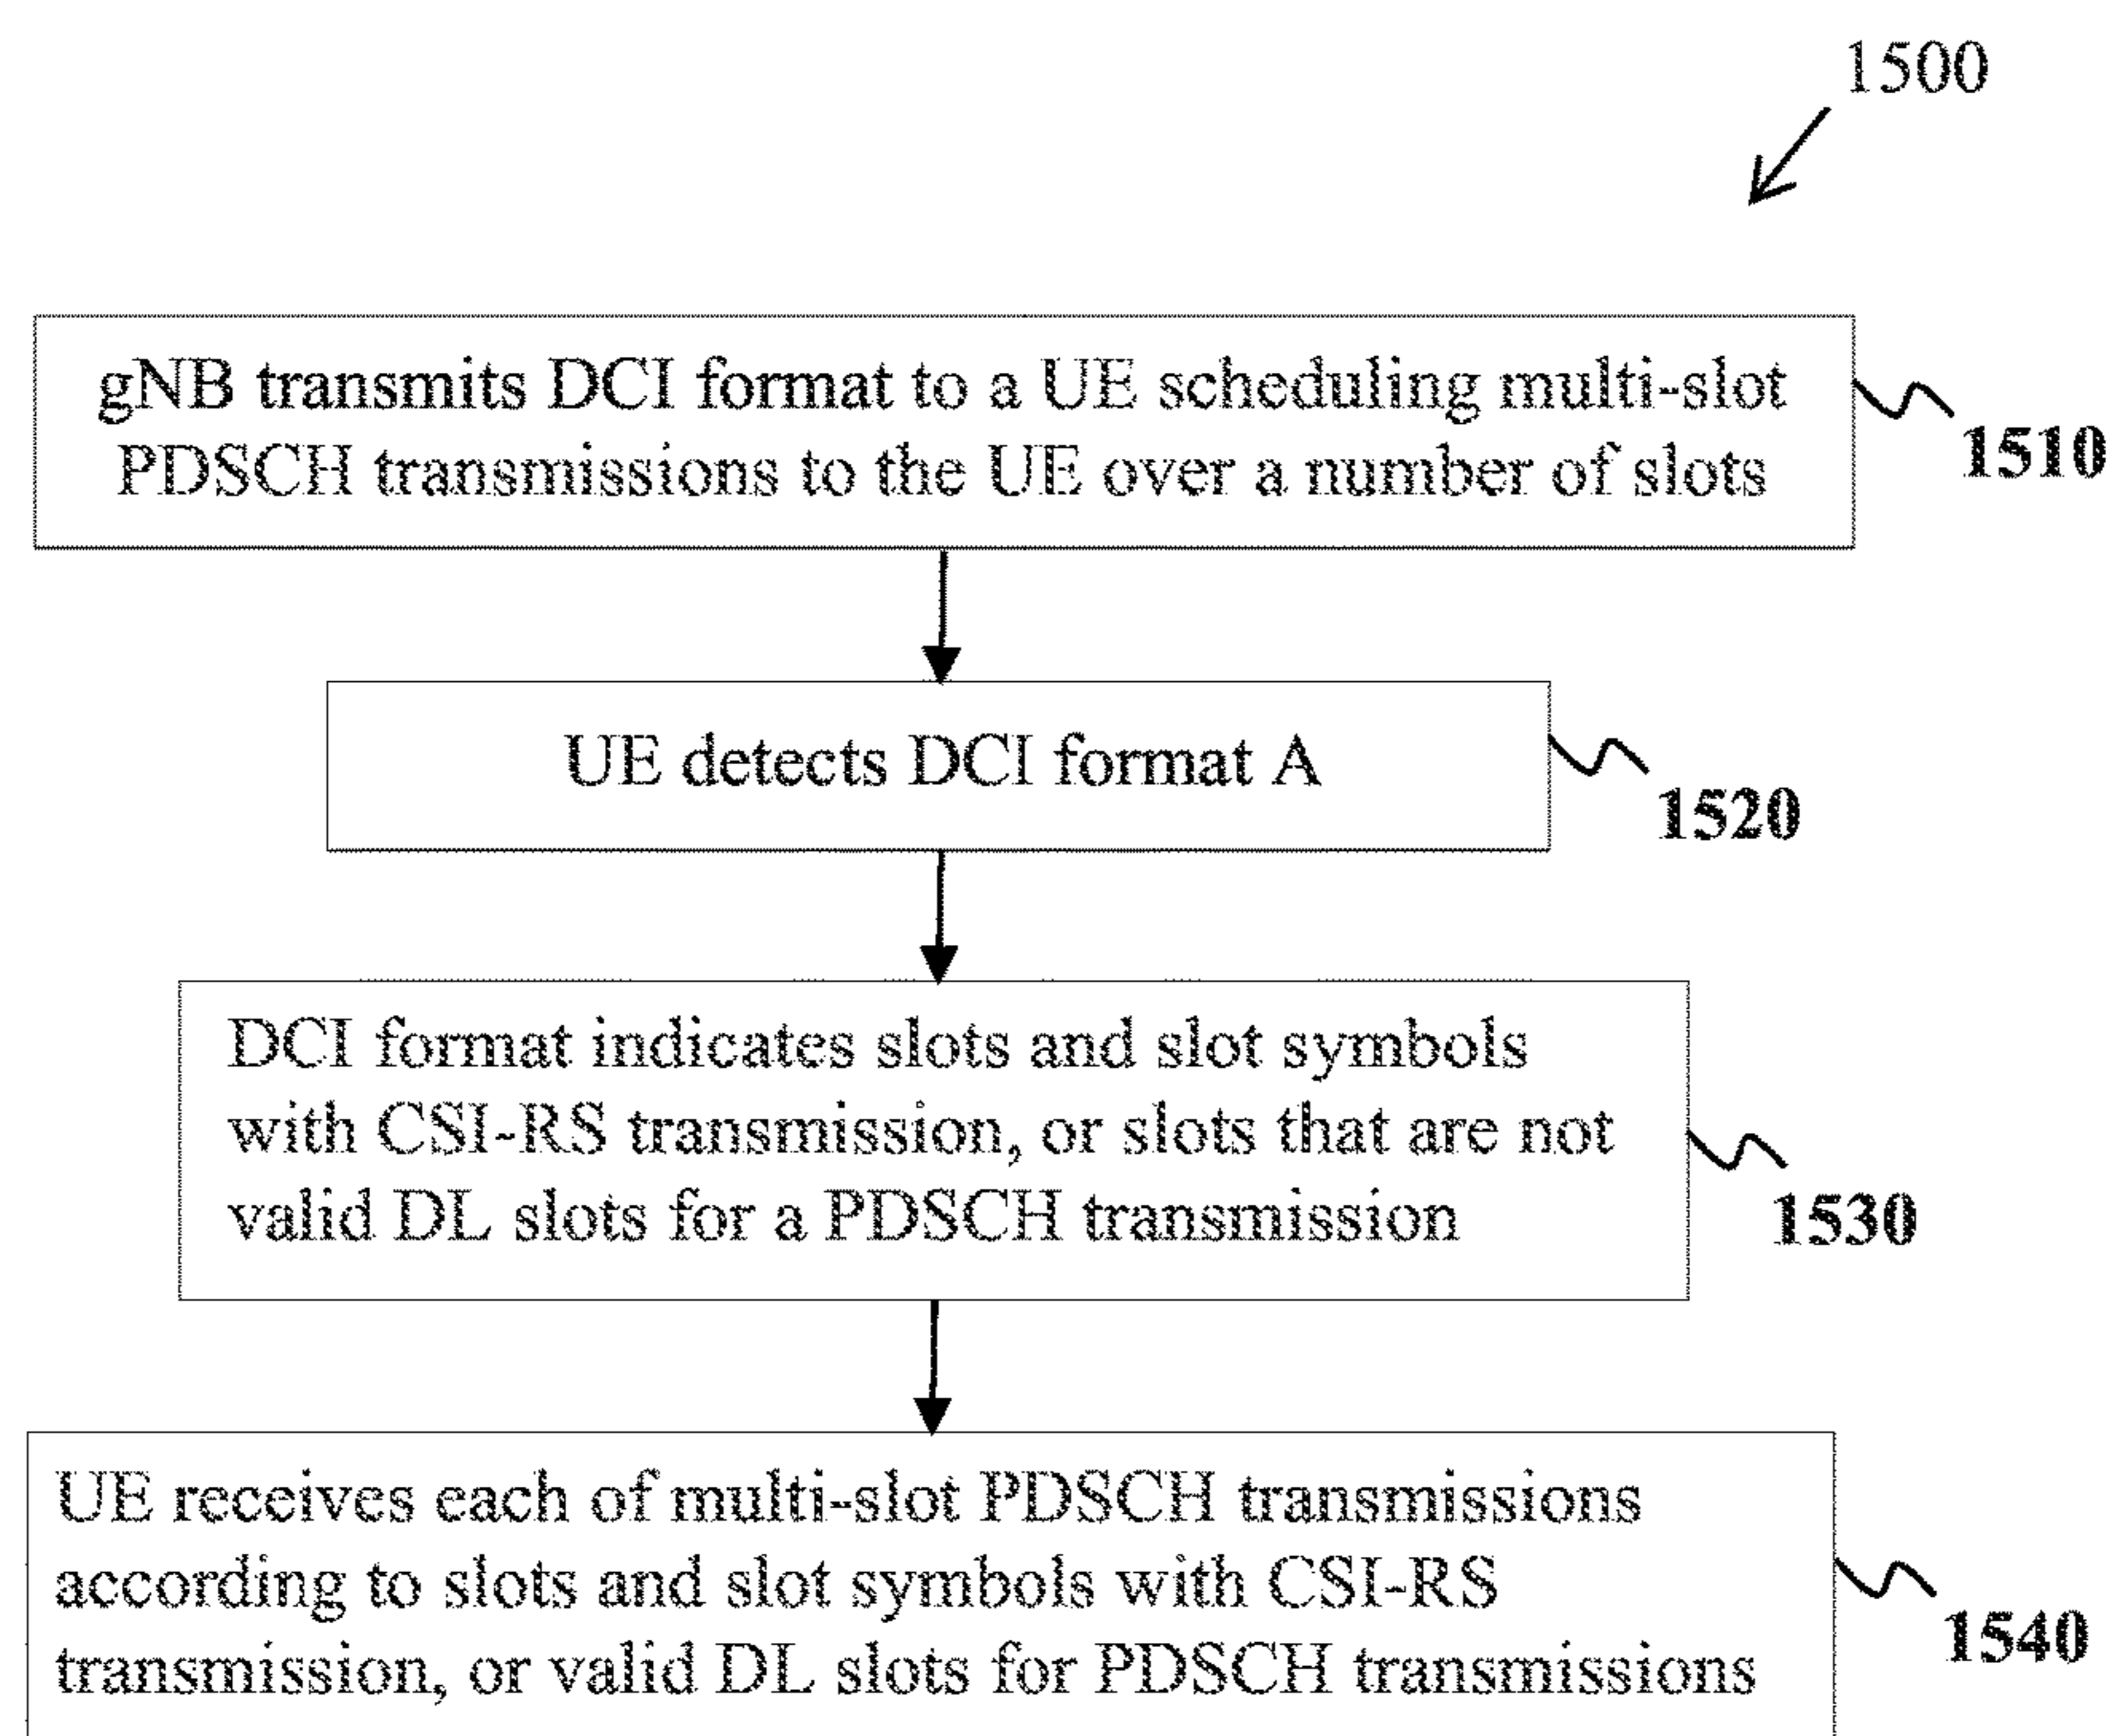 1500
gNB transmits DCI format to a UE scheduling multi-slot
PDSCH transmissions to the UE over a number of slots
1510
UE detects DCI format A
1520
DCI format indicates slots and slot symbols
with CSI-RS transmission, or slots that are not
valid DL slots for a PDSCH transmission
1530
UE receives each of multi-slot PDSCH transmissions
according to slots and slot symbols with CSI-RS
transmission, or valid DL slots for PDSCH transmissions
1540